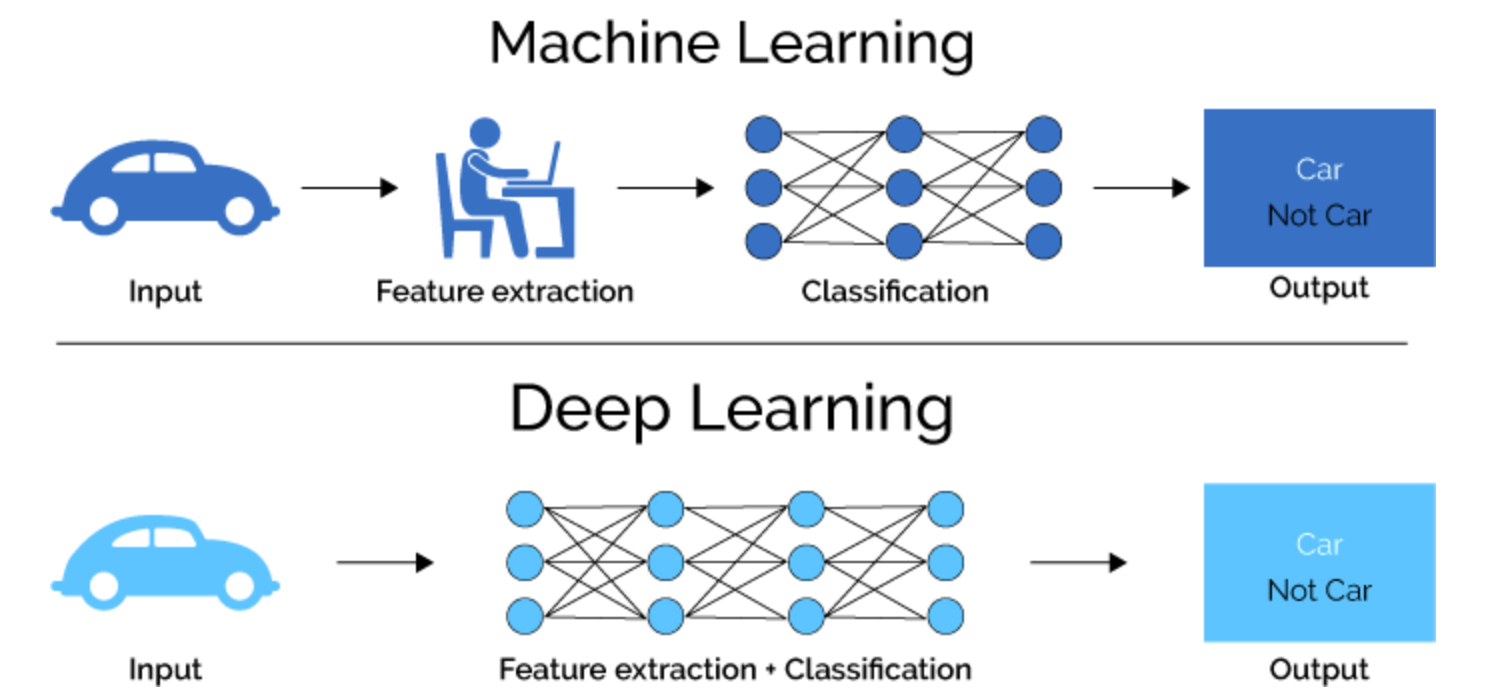 Machine Learning
Car
Not Car
Input
Feature extraction
Classification
Output
Deep Learning
Car
Not Car
Input
Feature extraction + Classification
Output